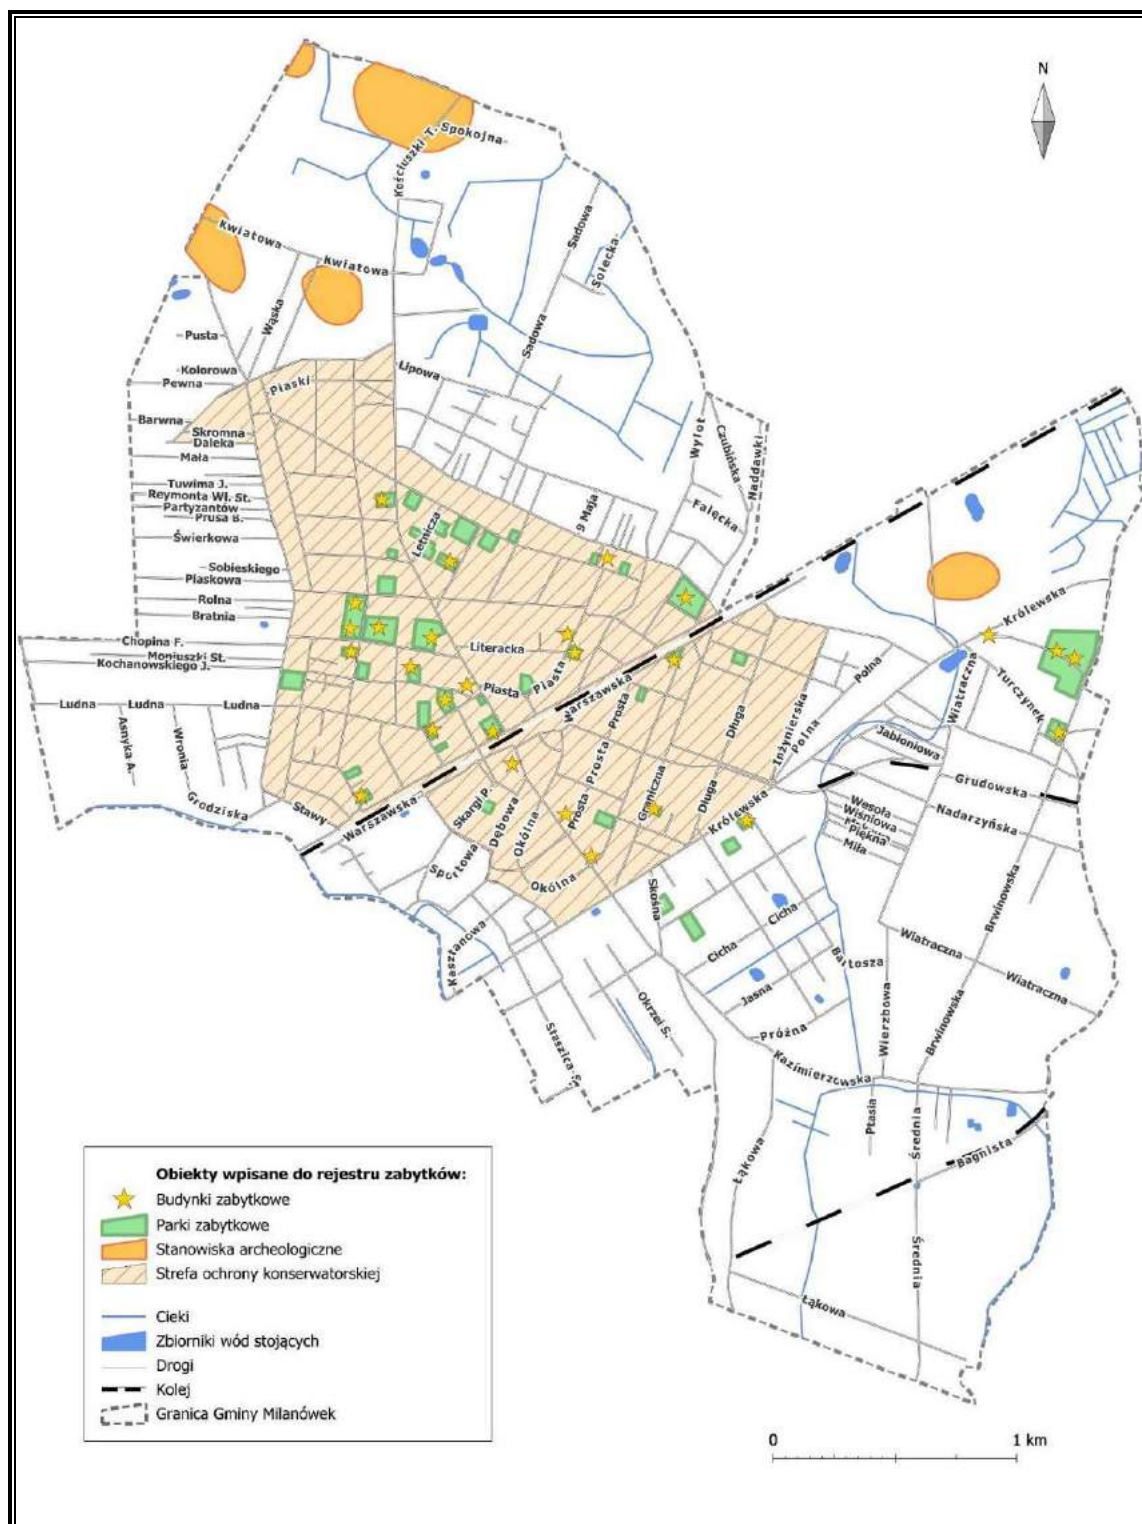 N
Kościuszki T.
Spokojna
Kwiatowa
Kwiatowa
Sadowa
Solecka
Wąska
Pusta
Sadowa
Kolorowa
Pewna
Piaski
Lipowa
Barwna
Skromna
Daleka
Mała
Wylot
Czubińska
Naddawki
Tuwima J.
Reymonta Wł. St.
Partyzantów
Prusa B.
9 Maja
Falęcka
Świerkowa
Letnicza
Sobieskiego
Piaskowa
Rolna
Bratnia
Królewska
Chopina F.
Moniuszki St.
Kochanowskiego J.
Literacka
Polna
Wiatraczna
Turczynek
Piasta
Piasta
Warszawska
Prosta
Długa
Inżynierska
Polna
Ludna
Ludna
Ludna
Asnyka A.
Wronia
Jabłoniowa
Grudowska
Grodziska
Stawy
Warszawska
Skargi P.
Dębowa
Okólna
Prosta
Prosta
Graniczna
Długa
Królewska
Wesoła
Wiśniowa
Piękna
Miła
Nadarzyńska
Sportowa
Okólna
Skośna
Brwinowska
Kasztanowa
Cicha
Cicha
Bartosza
Wiatraczna
Wiatraczna
Jasna
Okrzei S.
Próżna
Wierzbowa
Brwinowska
Staszica S.
Kazimierzowska
Ptasia
Średnia
Bagnista
Łąkowa
Średnia
Łąkowa
Obiekty wpisane do rejestru zabytków:
Budynki zabytkowe
Parki zabytkowe
Stanowiska archeologiczne
Strefa ochrony konserwatorskiej
Cieki
Zbiorniki wód stojących
Drogi
Kolej
Granica Gminy Milanówek
0 1 km